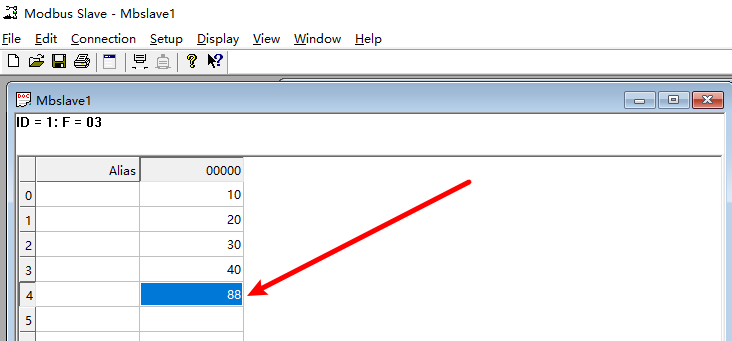 Modbus Slave - Mbslave1
File Edit Connection Setup Display View Window Help
Mbslave1
ID = 1: F = 03
Alias 00000
0 10
1 20
2 30
3 40
4 88
5